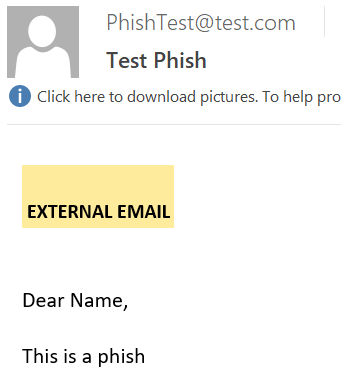 PhishTest@test.com
Test Phish
Click here to download pictures. To help pro
EXTERNAL EMAIL
Dear Name,
This is a phish